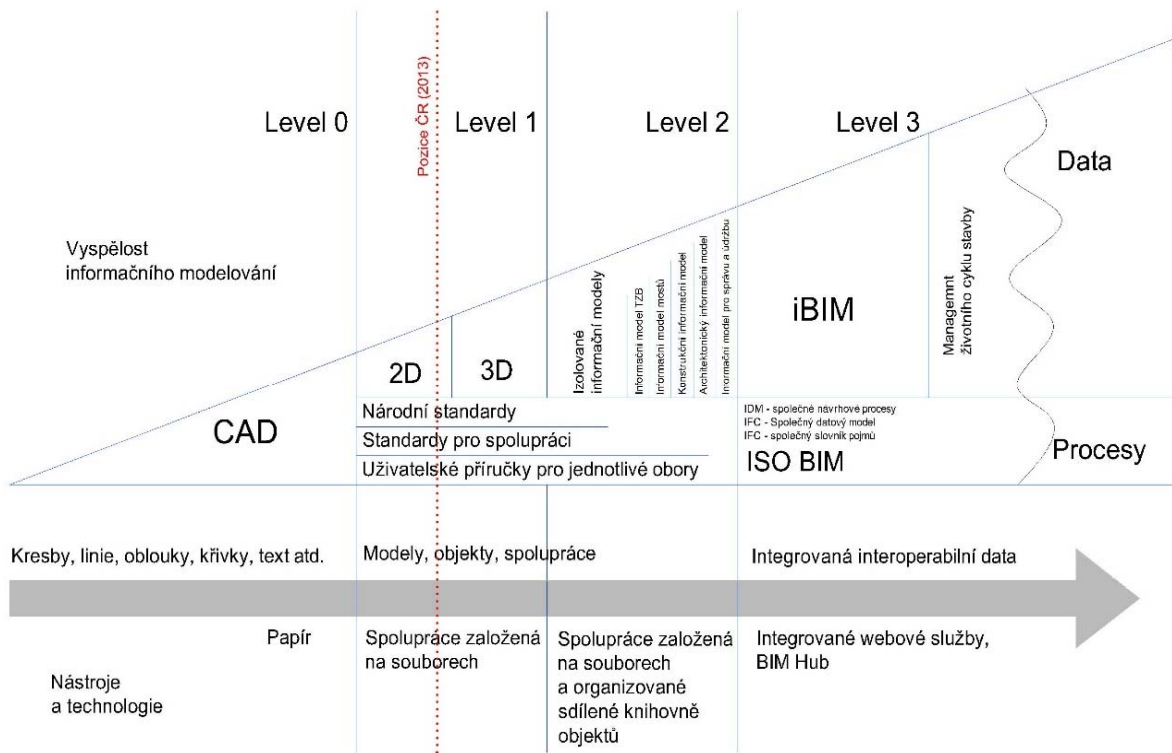 Level 0
Pozice ČR (2013)
Level 1
Level 2
Level 3
Data
Vyspělost
informačního modelování
CAD
2D
3D
Izolované
informační modely
Informační model TZB
Informační model mostů
Konstrukční informační model
Architektonický informační model
Inrormační model pro správu a údržbu
iBIM
Managemnt
životního cyklu stavby
Národní standardy
Standardy pro spolupráci
Uživatelské příručky pro jednotlivé obory
IDM - společné návrhové procesy
IFC - Společný datový model
IFC - společný slovník pojmů
ISO BIM
Procesy
Kresby, linie, oblouky, křivky, text atd.
Modely, objekty, spolupráce
Integrovaná interoperabilní data
Papír
Spolupráce založená
na souborech
Spolupráce založená
na souborech
a organizované
sdílené knihovně
objektů
Integrované webové služby,
BIM Hub
Nástroje
a technologie